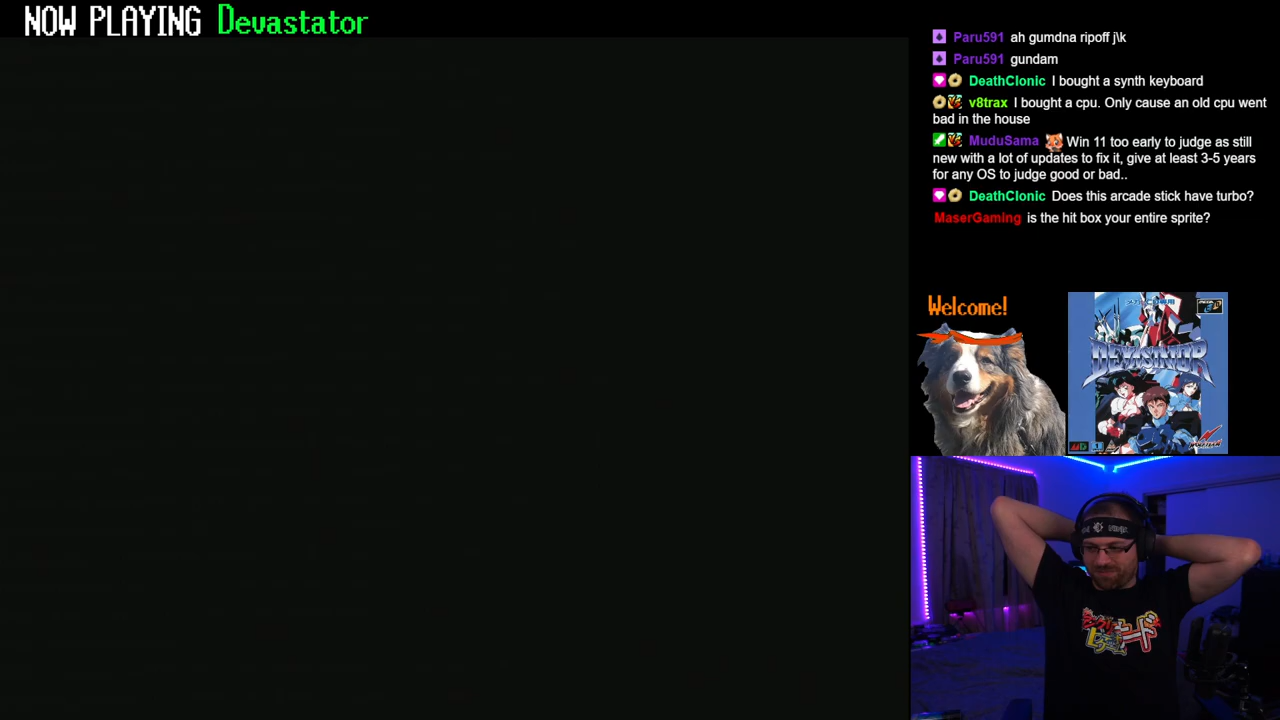 NOW PLAYING Devastator
Paru591 ah gumdna ripoff j\k
Paru591 gundam
DeathClonic I bought a synth keyboard
v8trax I bought a cpu. Only cause an old cpu went
bad in the house
MuduSama Win 11 too early to judge as still
new with a lot of updates to fix it, give at least 3-5 years
for any OS to judge good or bad..
DeathClonic Does this arcade stick have turbo?
MaserGaming is the hit box your entire sprite?
Welcome!